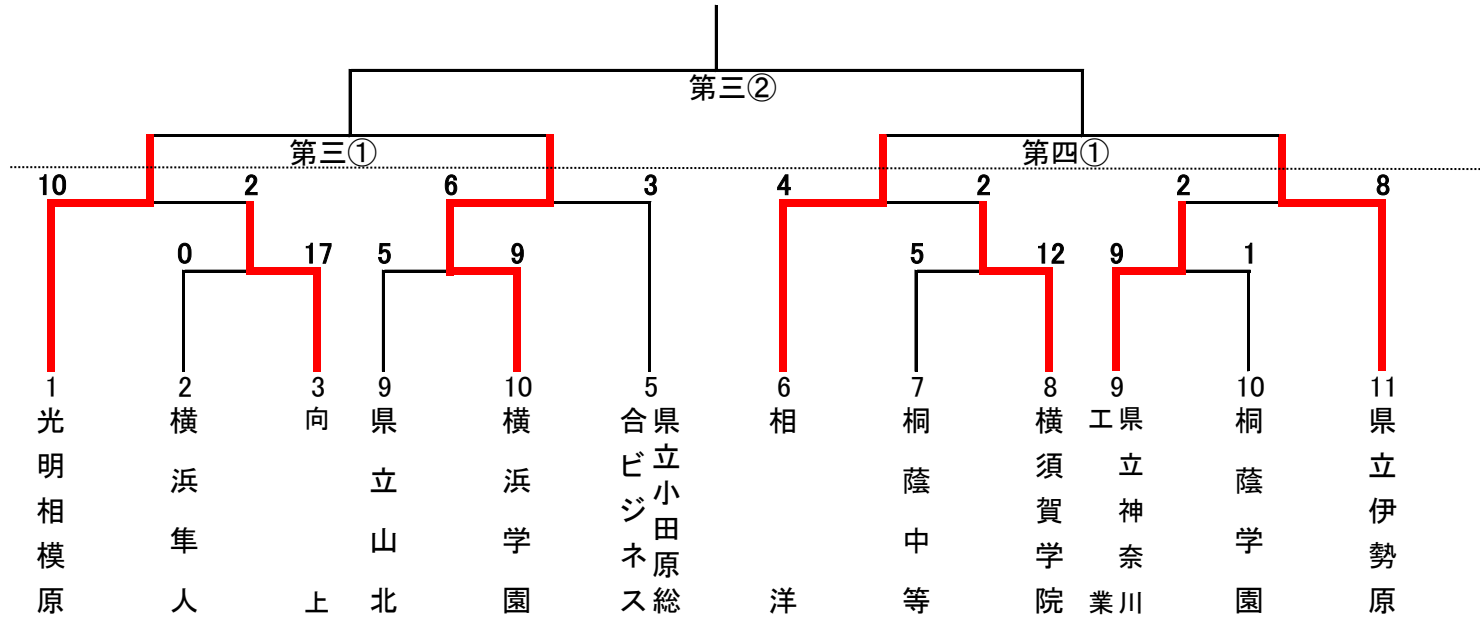 第三②
第三①
第四①
10 2 6 3 4 2 2 8
0 17 5 9 5 12 9 1
1 2 3 9 10 5 6 7 8 9 10 11
光明相模原
横浜隼人
向上
県立山北
横浜学園
県立小田原総
合ビジネス
相洋
桐蔭中等
横須賀学院
県立神奈川
工業
桐蔭学園
県立伊勢原